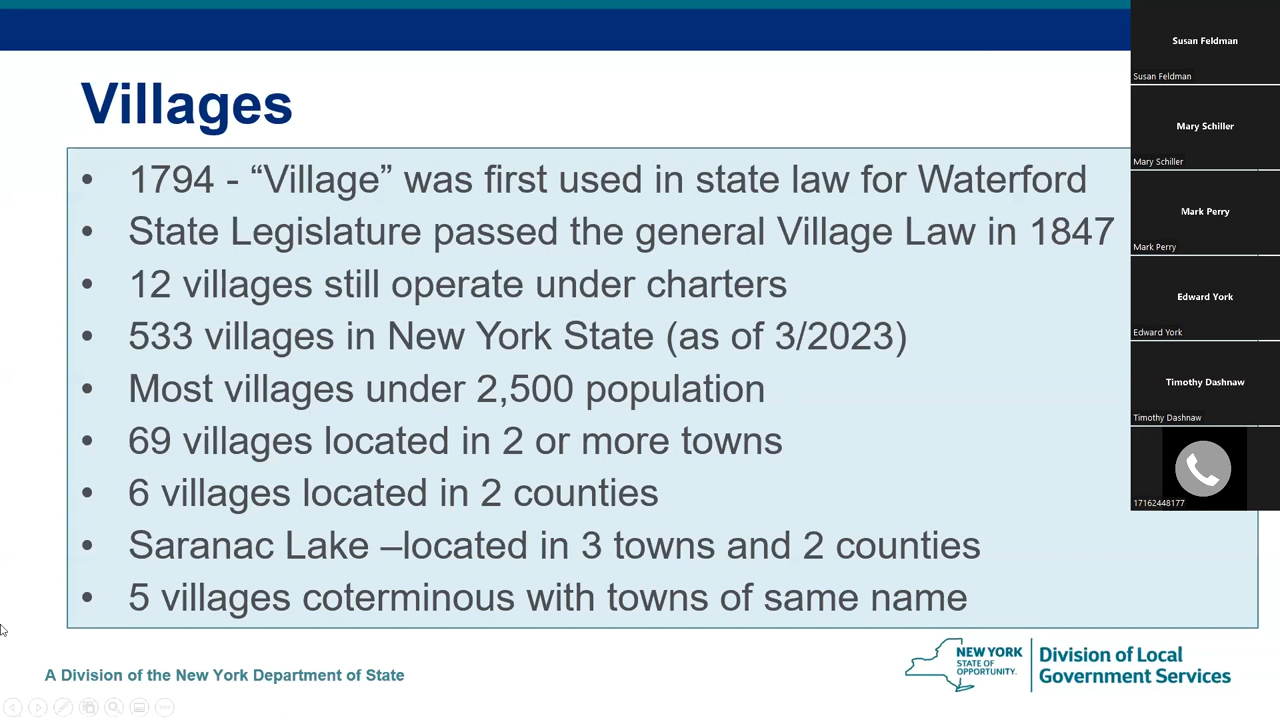 Villages
• 1794 - “Village” was first used in state law for Waterford
• State Legislature passed the general Village Law in 1847
• 12 villages still operate under charters
• 533 villages in New York State (as of 3/2023)
• Most villages under 2,500 population
• 69 villages located in 2 or more towns
• 6 villages located in 2 counties
• Saranac Lake –located in 3 towns and 2 counties
• 5 villages coterminous with towns of same name
A Division of the New York Department of State
NEW YORK
STATE OF
OPPORTUNITY.
Division of Local
Government Services
Susan Feldman
Susan Feldman
Mary Schiller
Mary Schiller
Mark Perry
Mark Perry
Edward York
Edward York
Timothy Dashnaw
Timothy Dashnaw
17162448177